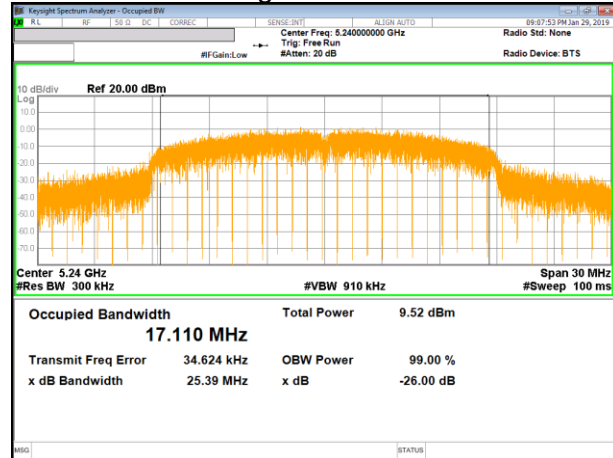 Keysight Spectrum Analyzer - Occupied BW
RL RF 50 Ω DC CORREC SENSE:INT ALIGN AUTO 09:07:53 PM Jan 29, 2019
Center Freq: 5.240000000 GHz Radio Std: None
Trig: Free Run
#IFGain:Low #Atten: 20 dB Radio Device: BTS
10 dB/div Ref 20.00 dBm
Log
10.0
0.00
-10.0
-20.0
-30.0
-40.0
-50.0
-60.0
-70.0
Center 5.24 GHz Span 30 MHz
#Res BW 300 kHz #VBW 910 kHz #Sweep 100 ms
Occupied Bandwidth Total Power 9.52 dBm
17.110 MHz
Transmit Freq Error 34.624 kHz OBW Power 99.00 %
x dB Bandwidth 25.39 MHz x dB -26.00 dB
MSG STATUS